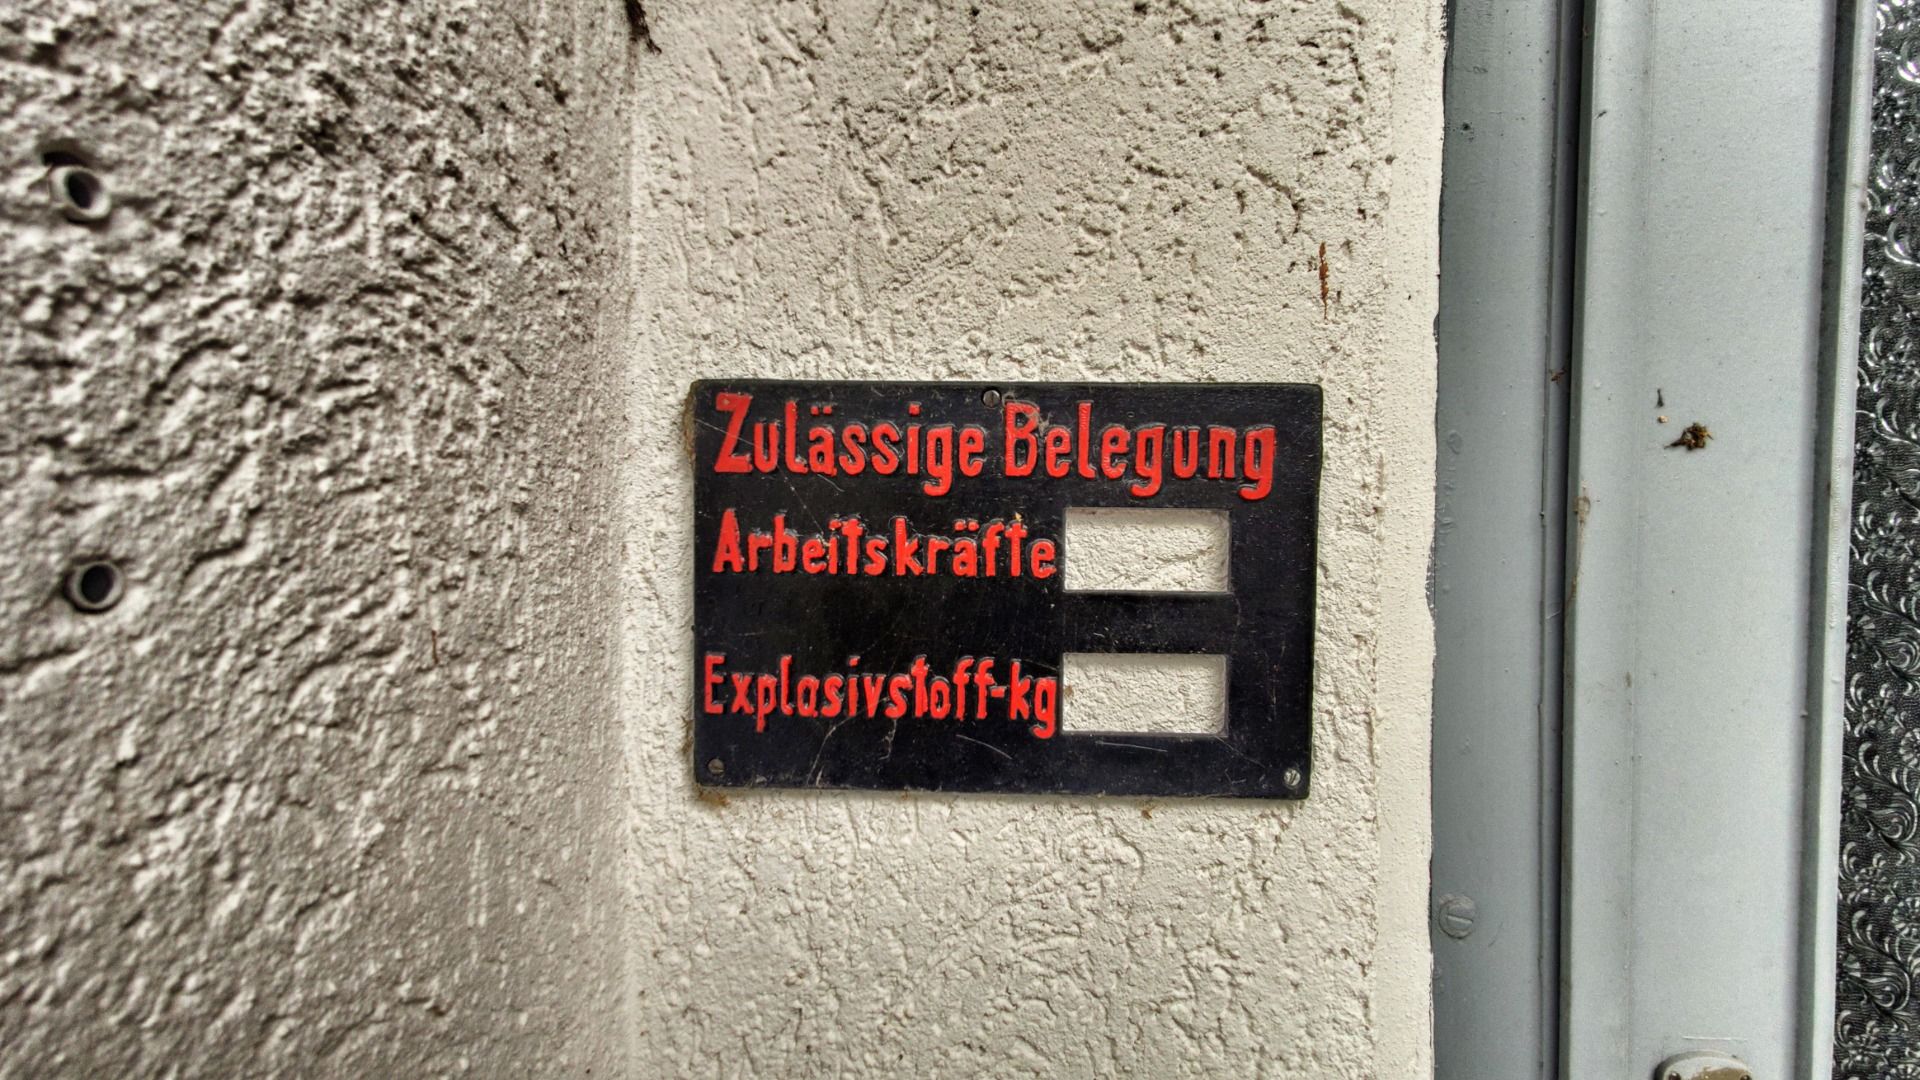 Zulässige Belegung
Arbeitskräfte
Explosivstoff-kg